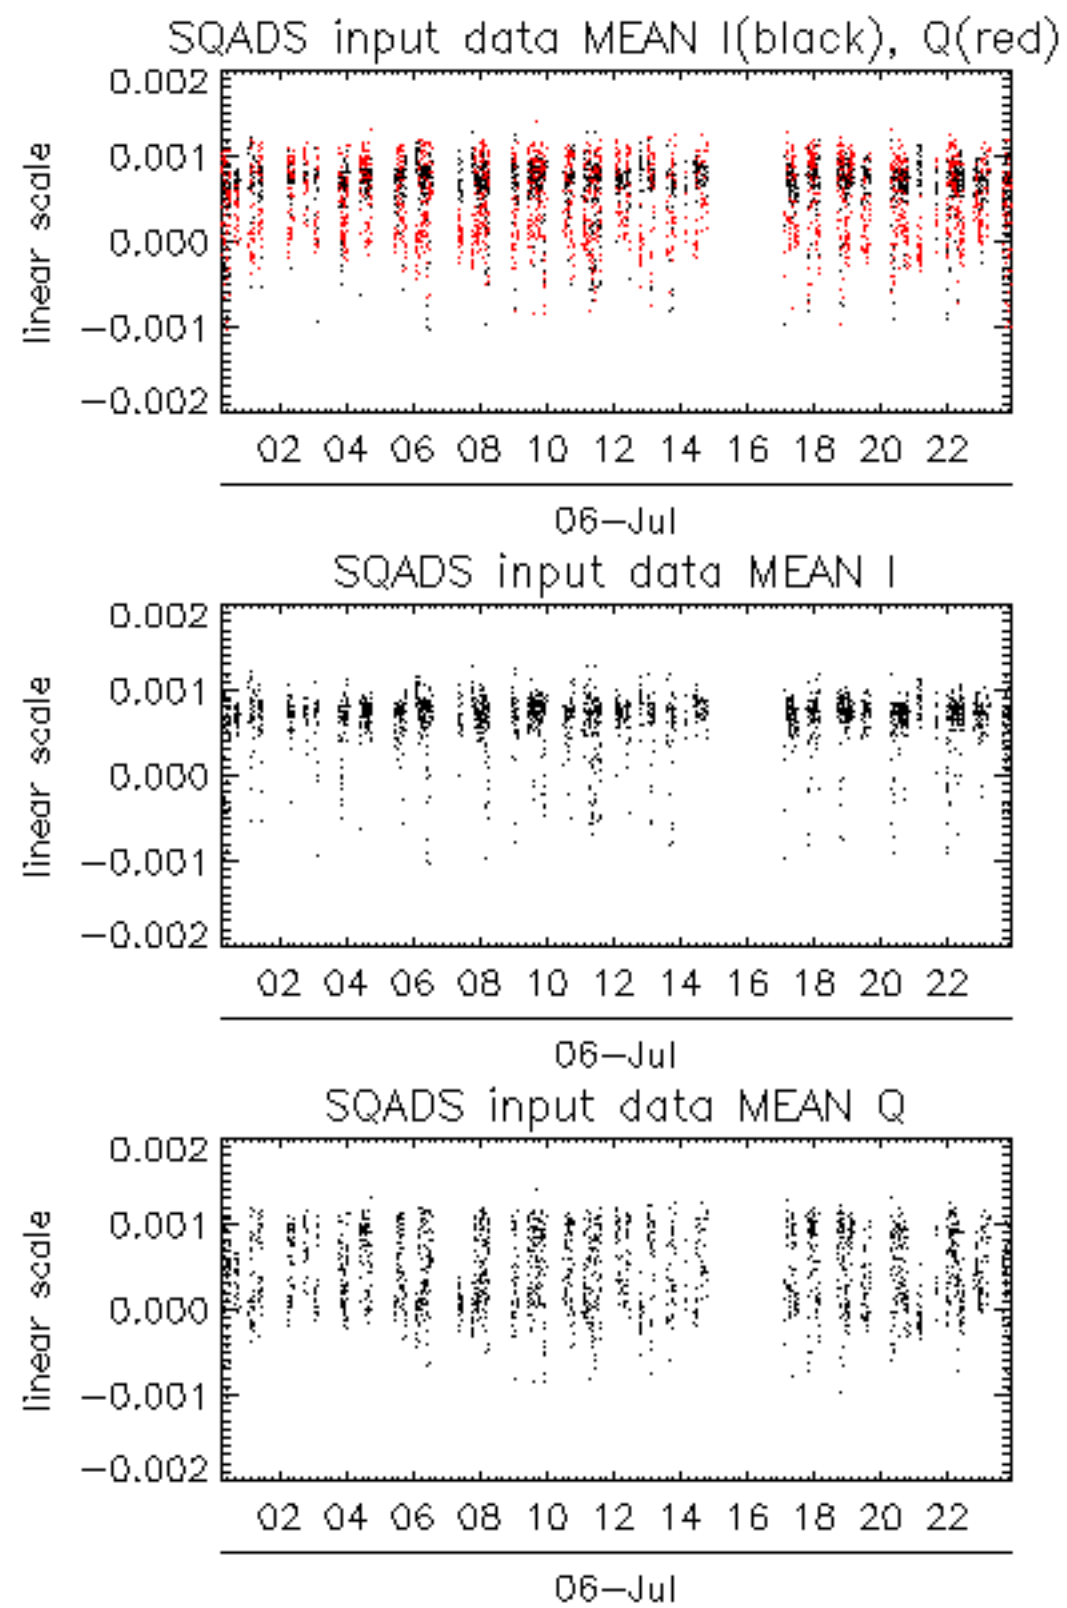 SQADS input data MEAN I(black), Q(red)
0.002
0.001
0.000
−0.001
−0.002
linear scale
02 04 06 08 10 12 14 16 18 20 22
06−Jul
SQADS input data MEAN I
0.002
0.001
0.000
−0.001
−0.002
linear scale
02 04 06 08 10 12 14 16 18 20 22
06−Jul
SQADS input data MEAN Q
0.002
0.001
0.000
−0.001
−0.002
linear scale
02 04 06 08 10 12 14 16 18 20 22
06−Jul